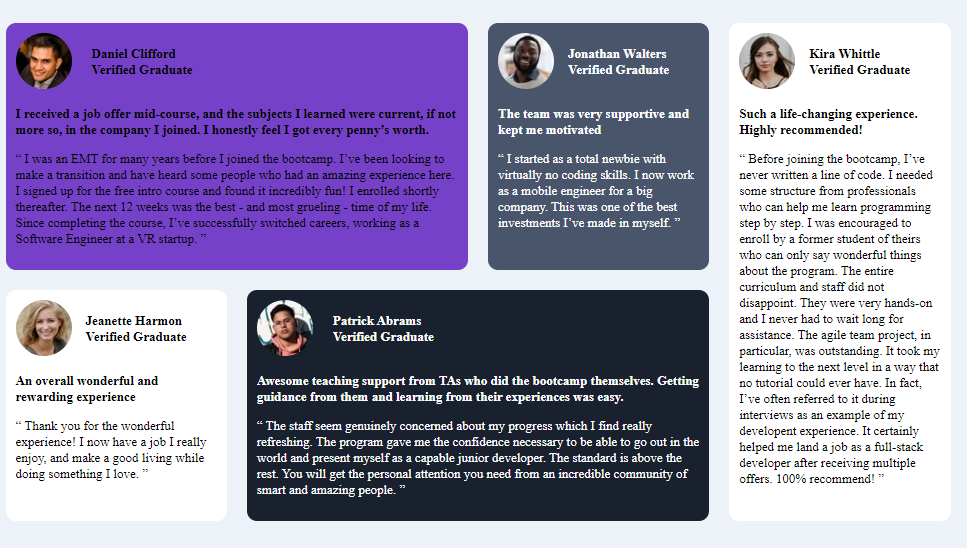 Daniel Clifford
Verified Graduate
I received a job offer mid-course, and the subjects I learned were current, if not
more so, in the company I joined. I honestly feel I got every penny’s worth.
“ I was an EMT for many years before I joined the bootcamp. I’ve been looking to
make a transition and have heard some people who had an amazing experience here.
I signed up for the free intro course and found it incredibly fun! I enrolled shortly
thereafter. The next 12 weeks was the best - and most grueling - time of my life.
Since completing the course, I’ve successfully switched careers, working as a
Software Engineer at a VR startup. ”
Jonathan Walters
Verified Graduate
The team was very supportive and
kept me motivated
“ I started as a total newbie with
virtually no coding skills. I now work
as a mobile engineer for a big
company. This was one of the best
investments I’ve made in myself. ”
Kira Whittle
Verified Graduate
Such a life-changing experience.
Highly recommended!
“ Before joining the bootcamp, I’ve
never written a line of code. I needed
some structure from professionals
who can help me learn programming
step by step. I was encouraged to
enroll by a former student of theirs
who can only say wonderful things
about the program. The entire
curriculum and staff did not
disappoint. They were very hands-on
and I never had to wait long for
assistance. The agile team project, in
particular, was outstanding. It took my
learning to the next level in a way that
no tutorial could ever have. In fact,
I’ve often referred to it during
interviews as an example of my
developent experience. It certainly
helped me land a job as a full-stack
developer after receiving multiple
offers. 100% recommend! ”
Jeanette Harmon
Verified Graduate
An overall wonderful and
rewarding experience
“ Thank you for the wonderful
experience! I now have a job I really
enjoy, and make a good living while
doing something I love. ”
Patrick Abrams
Verified Graduate
Awesome teaching support from TAs who did the bootcamp themselves. Getting
guidance from them and learning from their experiences was easy.
“ The staff seem genuinely concerned about my progress which I find really
refreshing. The program gave me the confidence necessary to be able to go out in the
world and present myself as a capable junior developer. The standard is above the
rest. You will get the personal attention you need from an incredible community of
smart and amazing people. ”